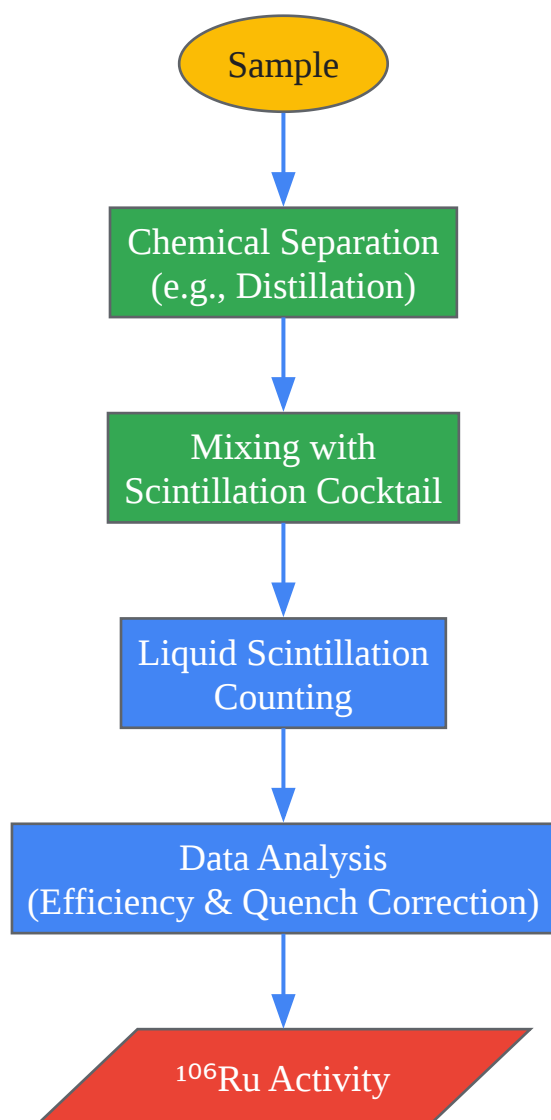 Sample
Chemical Separation
(e.g., Distillation)
Mixing with
Scintillation Cocktail
Liquid Scintillation
Counting
Data Analysis
(Efficiency & Quench Correction)
¹⁰⁶Ru Activity